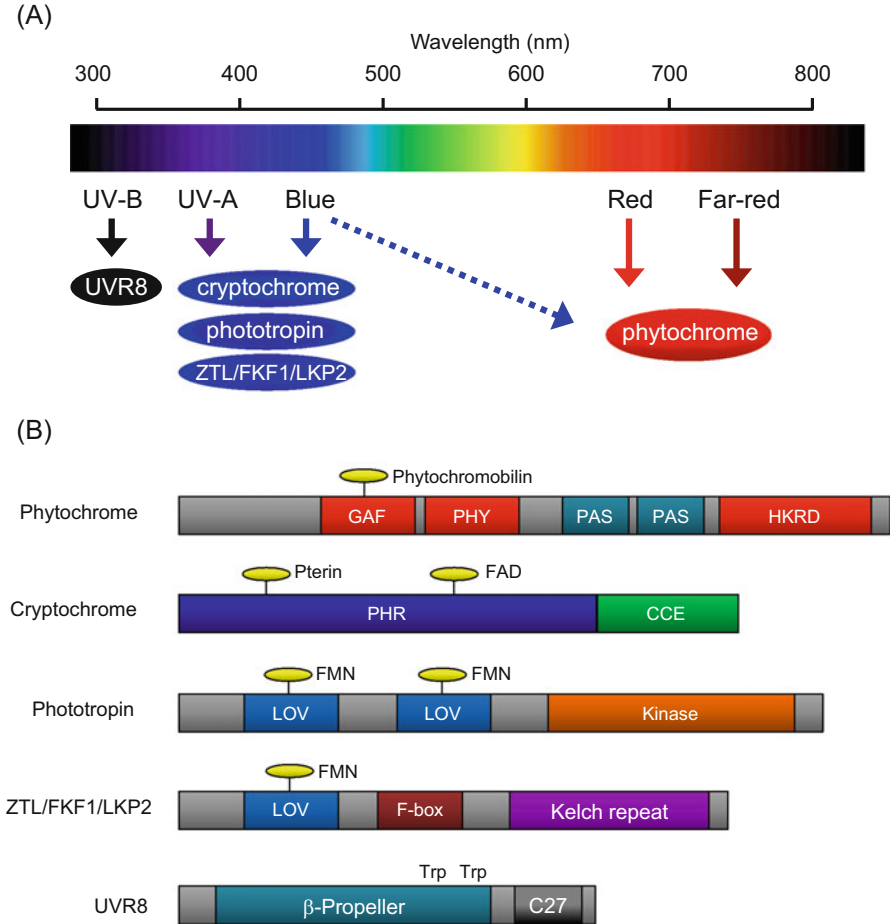 (A)
Wavelength (nm)
300 400 500 600 700 800
UV-B UV-A Blue Red Far-red
UVR8 cryptochrome phytochrome
phototropin
ZTL/FKF1/LKP2
(B)
Phytochromobilin
Phytochrome GAF PHY PAS PAS HKRD
Pterin FAD
Cryptochrome PHR CCE
FMN FMN
Phototropin LOV LOV Kinase
FMN
ZTL/FKF1/LKP2 LOV F-box Kelch repeat
Trp Trp
UVR8 β-Propeller C27